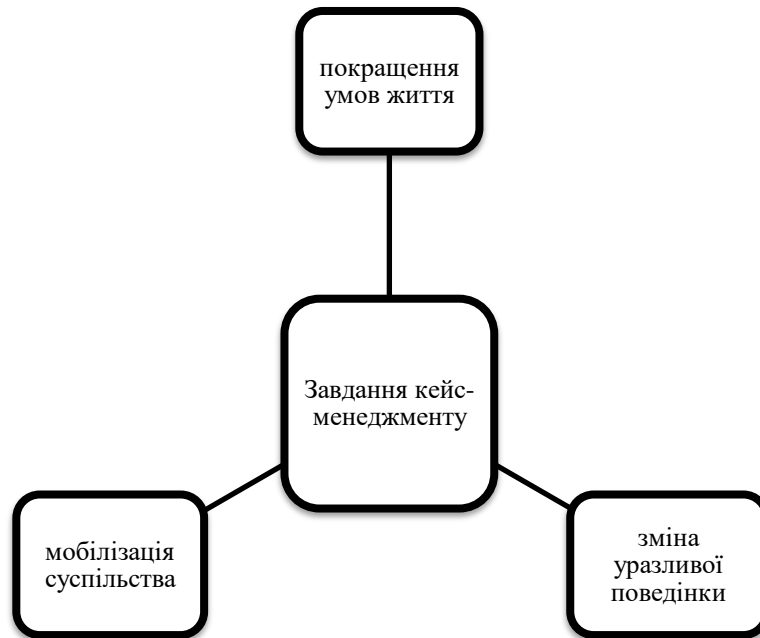 покращення
умов життя
Завдання кейс-
менеджменту
мобілізація
суспільства
зміна
уразливої
поведінки